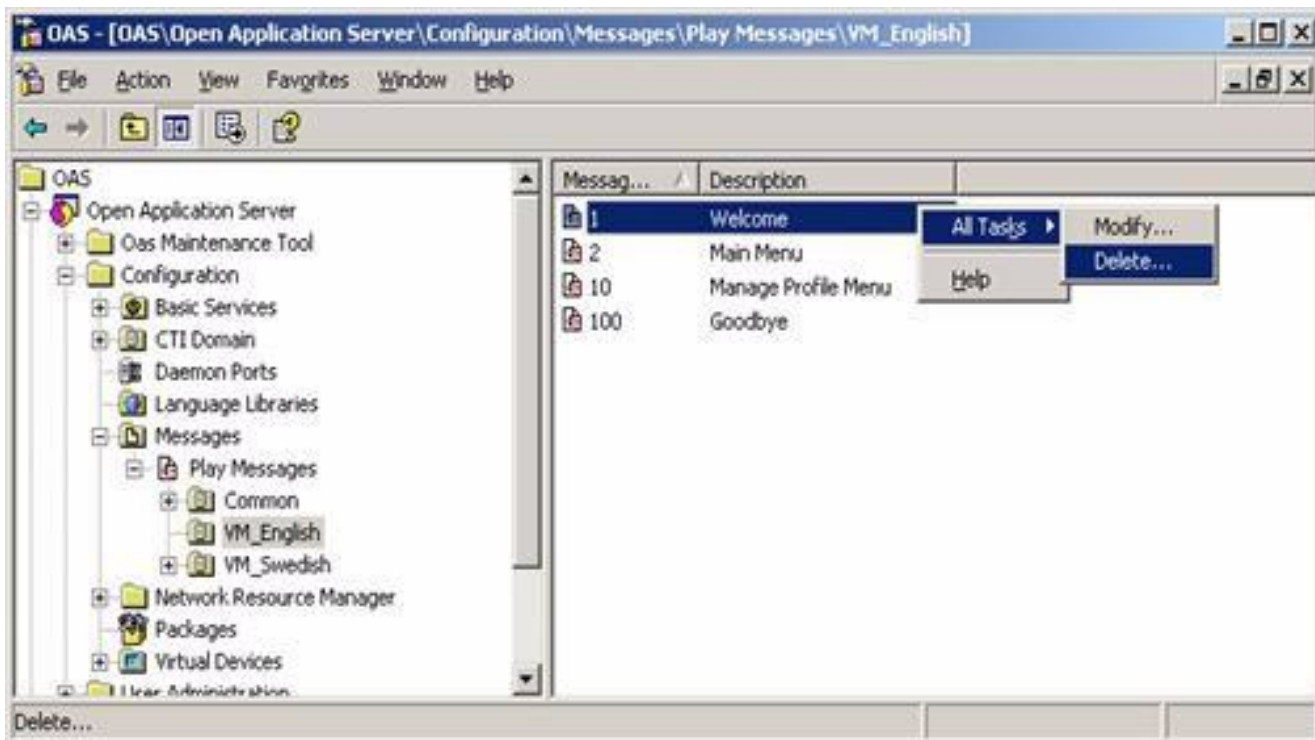 OAS - [OAS\Open Application Server\Configuration\Messages\Play Messages\VM_English]
File Action View Favorites Window Help
OAS
Open Application Server
Oas Maintenance Tool
Configuration
Basic Services
CTI Domain
Daemon Ports
Language Libraries
Messages
Play Messages
Common
VM_English
VM_Swedish
Network Resource Manager
Packages
Virtual Devices
User Administration
Messag... Description
1 Welcome
2 Main Menu
10 Manage Profile Menu
100 Goodbye
All Tasks
Help
Modify...
Delete...
Delete...